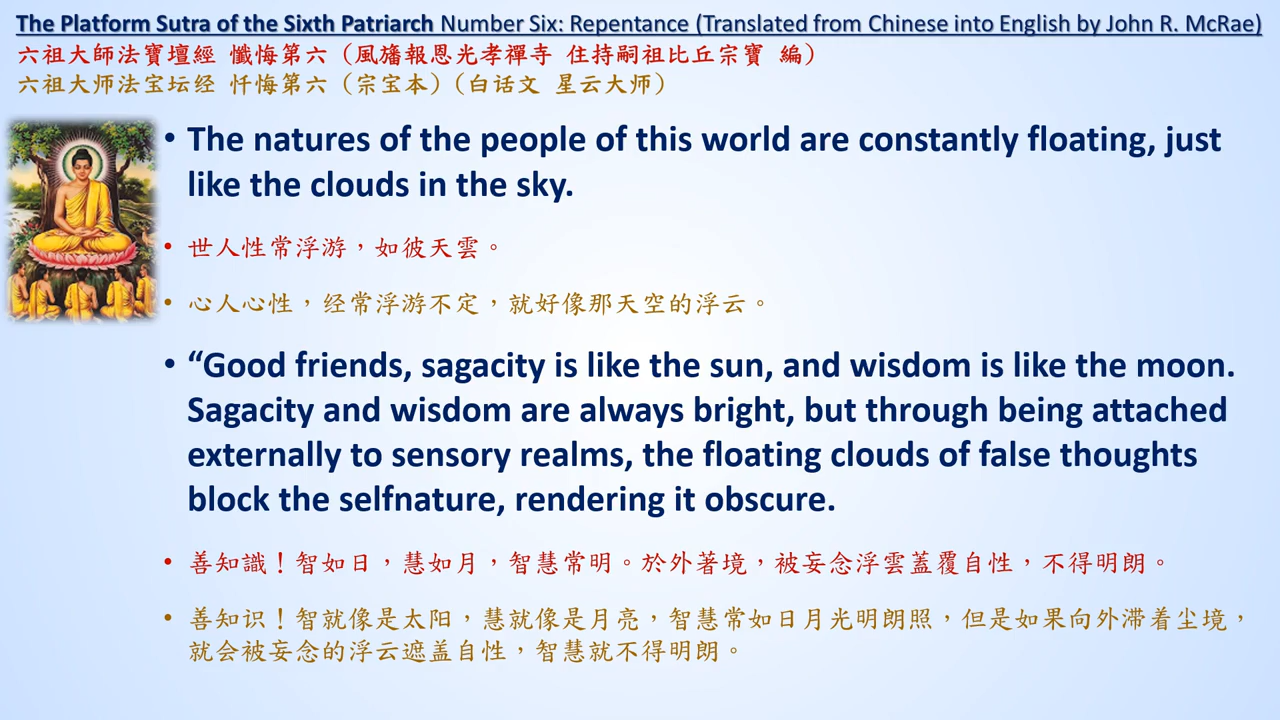 The Platform Sutra of the Sixth Patriarch Number Six: Repentance (Translated from Chinese into English by John R. McRae)
六祖大師法寶壇經 懺悔第六（風旛報恩光孝禪寺 住持嗣祖比丘宗寶 編）
六祖大师法宝坛经 忏悔第六（宗宝本）（白话文 星云大师）
• The natures of the people of this world are constantly floating, just
like the clouds in the sky.
• 世人性常浮游，如彼天雲。
• 心人心性，经常浮游不定，就好像那天空的浮云。
• “Good friends, sagacity is like the sun, and wisdom is like the moon.
Sagacity and wisdom are always bright, but through being attached
externally to sensory realms, the floating clouds of false thoughts
block the selfnature, rendering it obscure.
• 善知識！智如日，慧如月，智慧常明。於外著境，被妄念浮雲蓋覆自性，不得明朗。
• 善知识！智就像是太阳，慧就像是月亮，智慧常如日月光明朗照，但是如果向外滞着尘境，
就会被妄念的浮云遮盖自性，智慧就不得明朗。